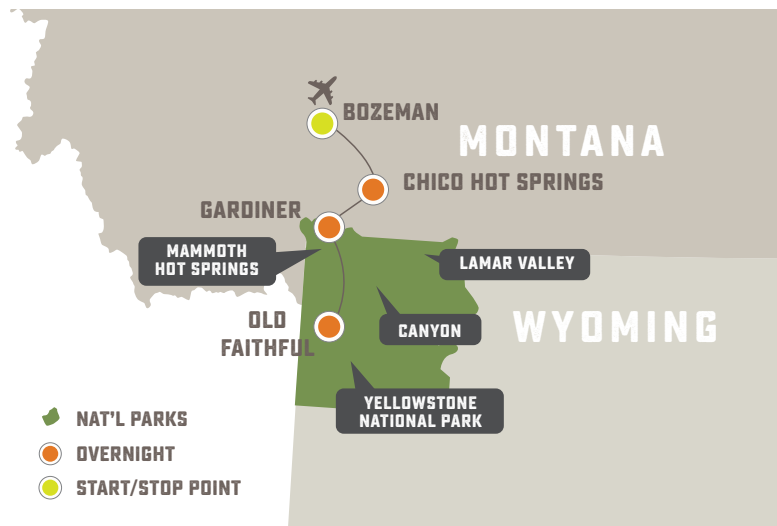 BOZEMAN
MONTANA
CHICO HOT SPRINGS
GARDINER
MAMMOTH
HOT SPRINGS
LAMAR VALLEY
OLD
FAITHFUL
CANYON
WYOMING
YELLOWSTONE
NATIONAL PARK
NAT'L PARKS
OVERNIGHT
START/STOP POINT